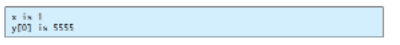 x is 1
y[0] is 5555